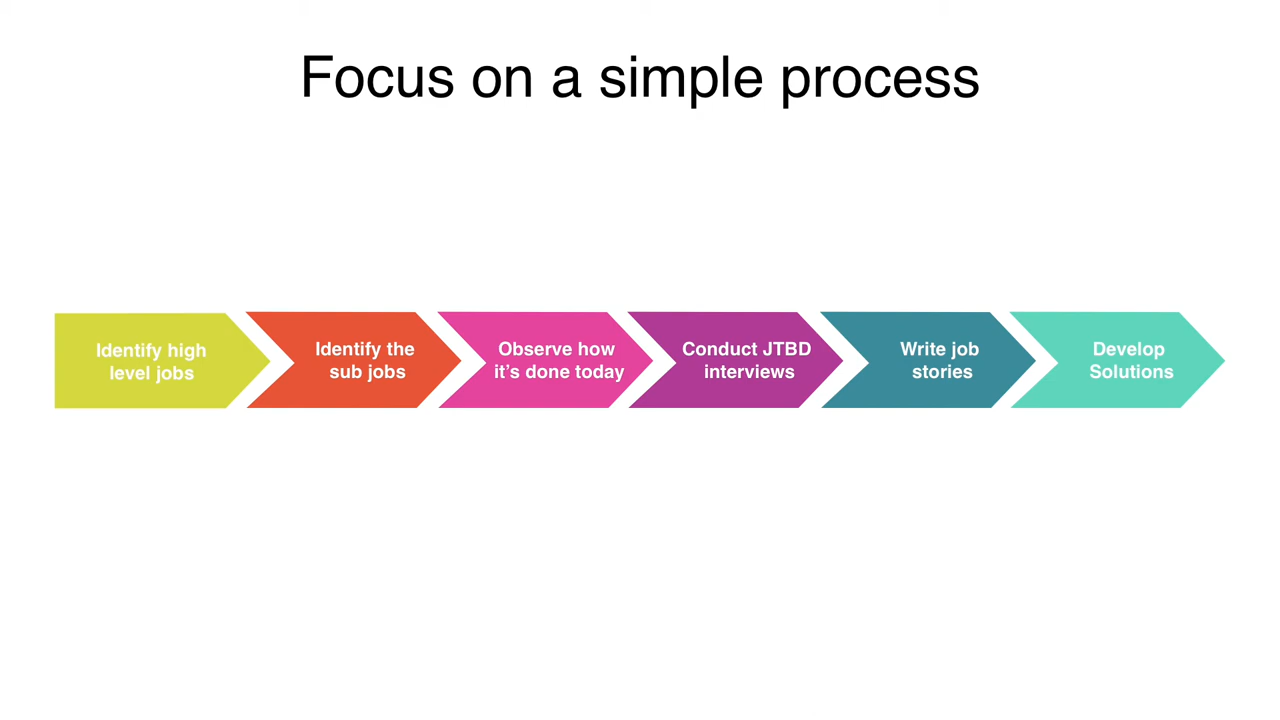 Focus on a simple process
Identify high
level jobs
Identify the
sub jobs
Observe how
it's done today
Conduct JTBD
interviews
Write job
stories
Develop
Solutions